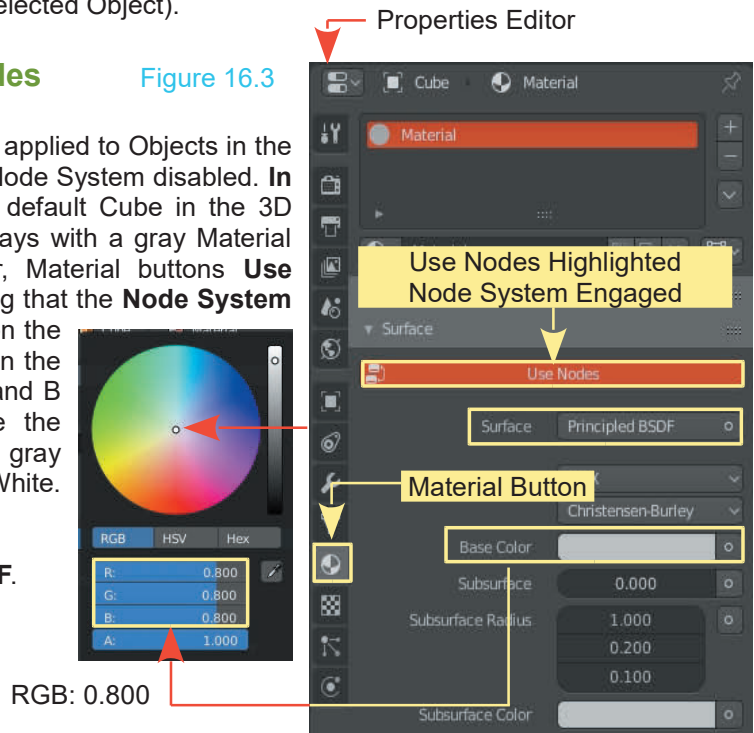 elected Object).
Properties Editor
les
Figure 16.3
Cube
Material
applied to Objects in the
Node System disabled. In
default Cube in the 3D
ays with a gray Material
r, Material buttons Use
g that the Node System
n the
n the
and B
e the
gray
White.
F.
Material
Use Nodes Highlighted
Node System Engaged
Surface
Use Nodes
Surface
Principled BSDF
Material Button
Christensen-Burley
Base Color
Subsurface
0.000
Subsurface Radius
1.000
0.200
0.100
Subsurface Color
RGB HSV Hex
R: 0.800
G: 0.800
B: 0.800
A: 1.000
RGB: 0.800